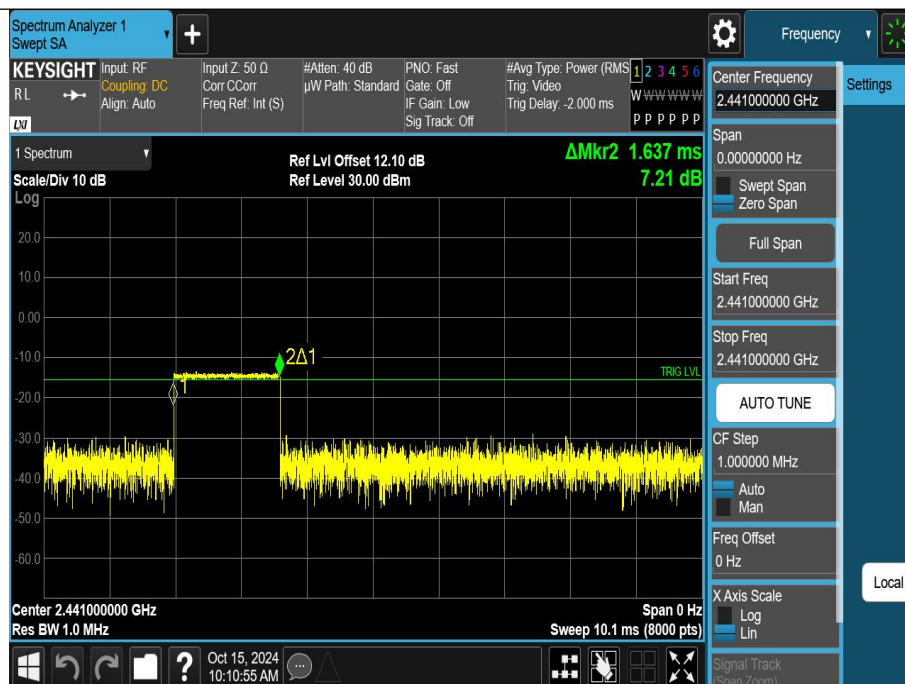 Spectrum Analyzer 1
Swept SA
+
Frequency
KEYSIGHT
RL
LXI
Input: RF
Coupling: DC
Align: Auto
Input Z: 50 Ω
Corr CCorr
Freq Ref: Int (S)
#Atten: 40 dB
µW Path: Standard
PNO: Fast
Gate: Off
IF Gain: Low
Sig Track: Off
#Avg Type: Power (RMS
Trig: Video
Trig Delay: -2.000 ms
1 2 3 4 5 6
W W W W W W
P P P P P P
Center Frequency
2.441000000 GHz
Settings
1 Spectrum
Scale/Div 10 dB
Ref Lvl Offset 12.10 dB
Ref Level 30.00 dBm
ΔMkr2 1.637 ms
7.21 dB
Span
0.00000000 Hz
Swept Span
Zero Span
Full Span
Start Freq
2.441000000 GHz
Stop Freq
2.441000000 GHz
AUTO TUNE
CF Step
1.000000 MHz
Auto
Man
Freq Offset
0 Hz
X Axis Scale
Log
Lin
Signal Track
(Span Zoom)
Local
Log
20.0
10.0
0.00
-10.0
-20.0
-30.0
-40.0
-50.0
-60.0
2Δ1
1
TRIG LVL
Center 2.441000000 GHz
Res BW 1.0 MHz
Span 0 Hz
Sweep 10.1 ms (8000 pts)
?
Oct 15, 2024
10:10:55 AM